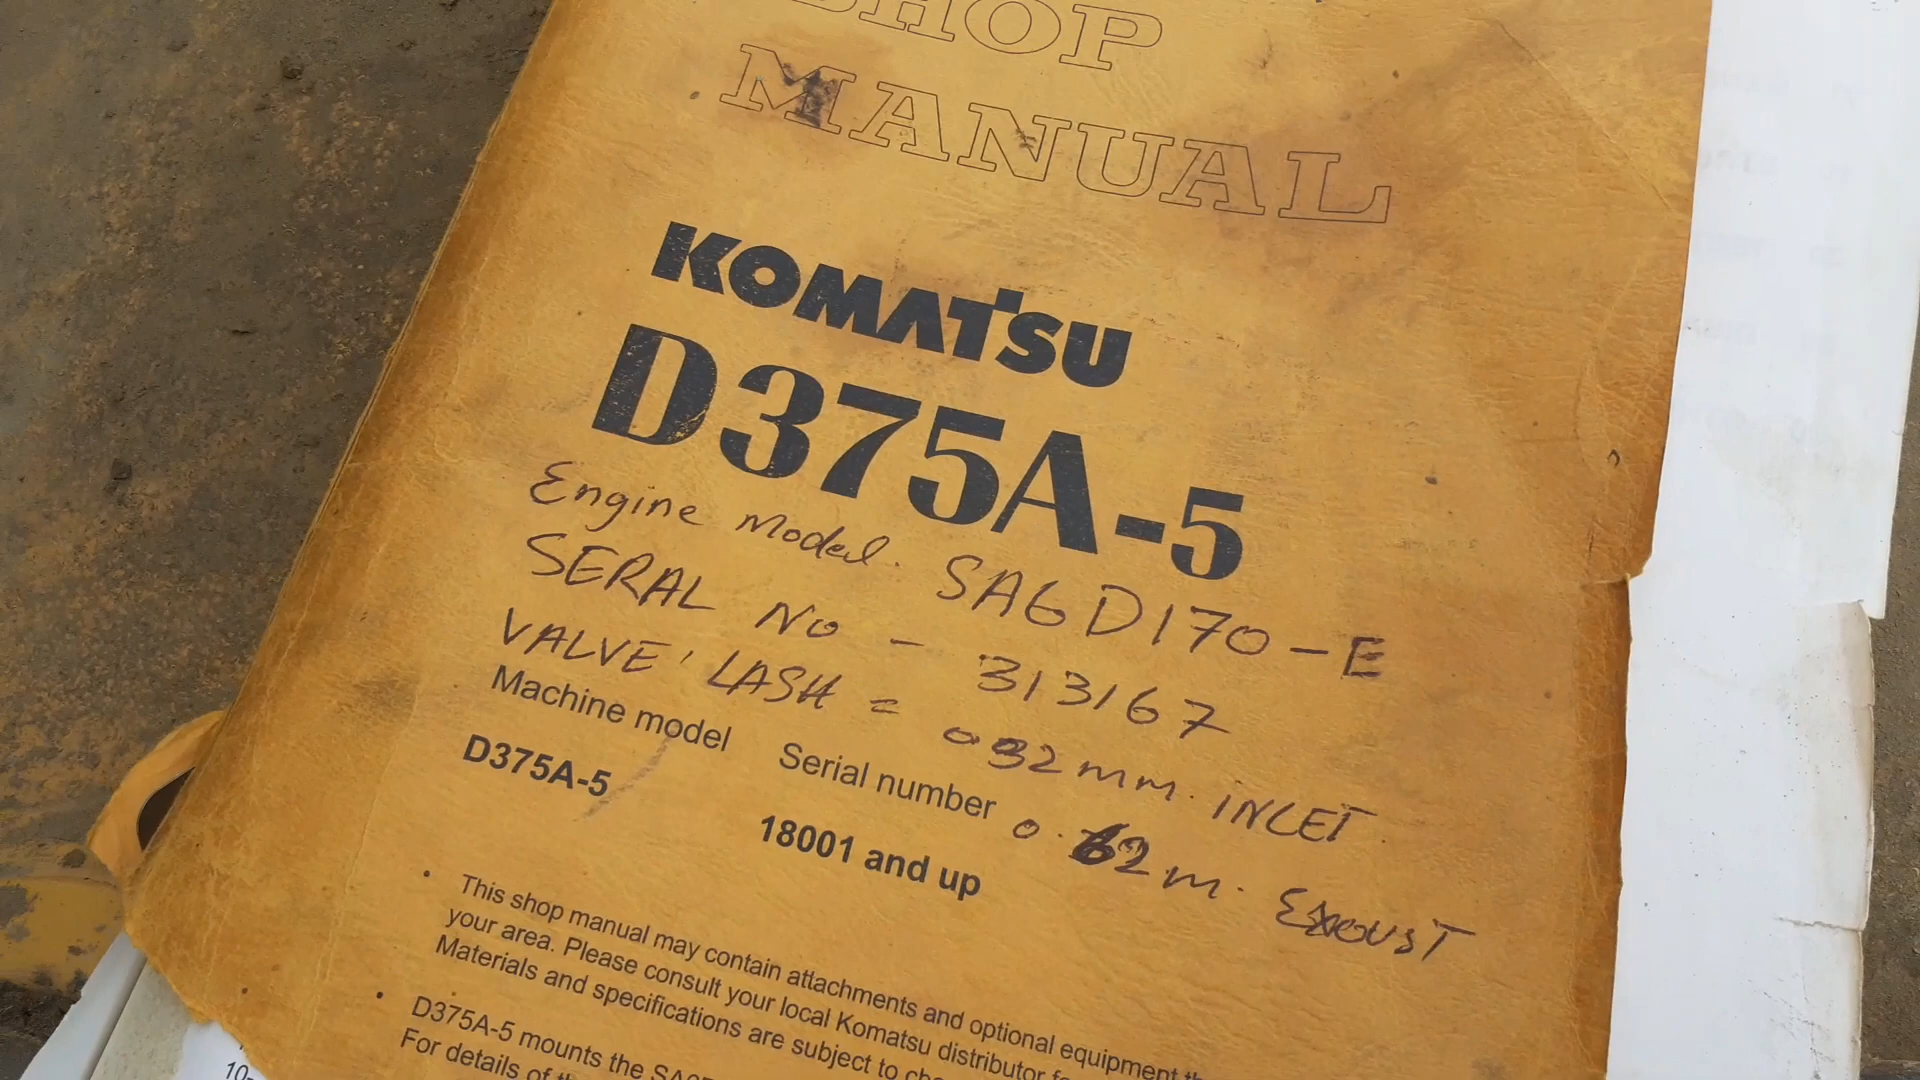 SHOP
MANUAL
KOMATSU
D375A-5
Engine Model. SA6D170-E
SERAL NO - 313167
VALVE LASH = 032mm. INLET
0.62m. EXOUST
Machine model Serial number
D375A-5 18001 and up
• This shop manual may contain attachments and optional equipment
your area. Please consult your local Komatsu distributor
Materials and specifications are subject to
• D375A-5 mounts the
For details of
10-